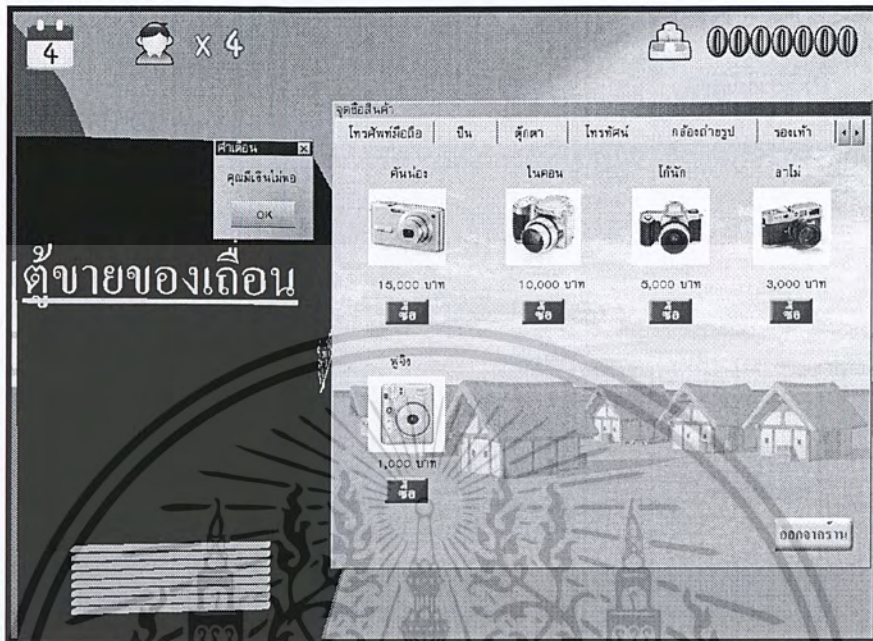 4
x 4
0000000
จุดซื้อสินค้า
โทรศัพท์มือถือ ปืน ตุ๊กตา โทรทัศน์ กล้องถ่ายรูป รองเท้า
คำเตือน
คุณมีเงินไม่พอ
OK
ตู้ขายของเถื่อน
คันน่อง ไนคอน โก้นัก ลาโม่
15,000 บาท 10,000 บาท 5,000 บาท 3,000 บาท
ซื้อ ซื้อ ซื้อ ซื้อ
ฟูจิง
1,000 บาท
ซื้อ
ออกจากร้าน